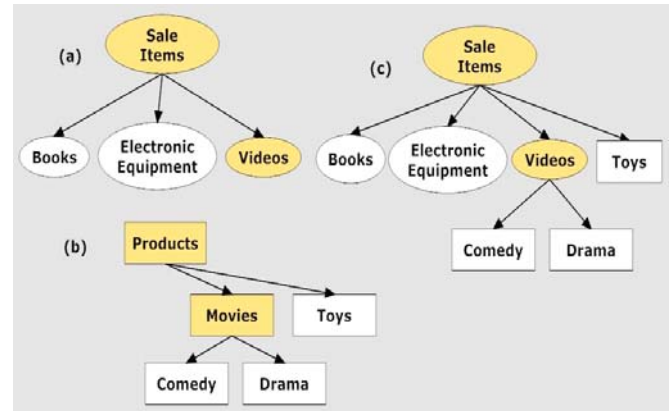 (a)
Sale
Items
Books
Electronic
Equipment
Videos
(b)
Products
Movies
Toys
Comedy
Drama
(c)
Sale
Items
Books
Electronic
Equipment
Videos
Toys
Comedy
Drama